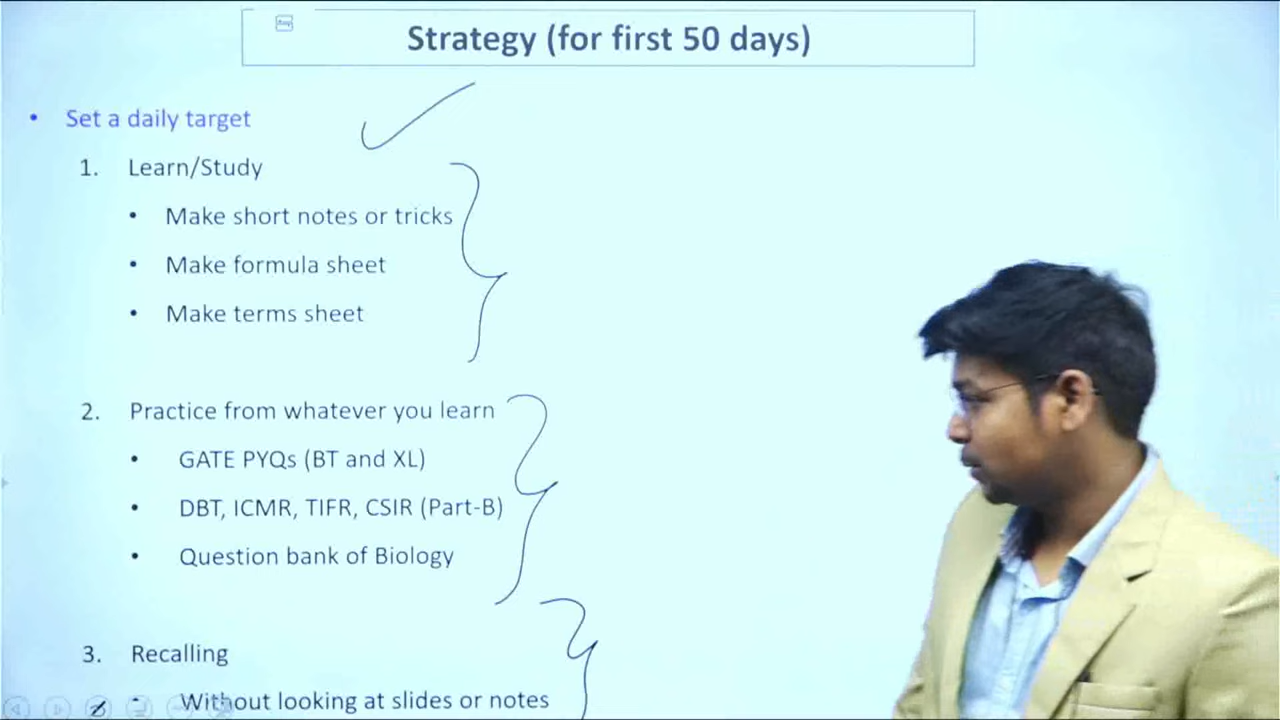 Strategy (for first 50 days)
• Set a daily target
1. Learn/Study
• Make short notes or tricks
• Make formula sheet
• Make terms sheet
2. Practice from whatever you learn
• GATE PYQs (BT and XL)
• DBT, ICMR, TIFR, CSIR (Part-B)
• Question bank of Biology
3. Recalling
• Without looking at slides or notes